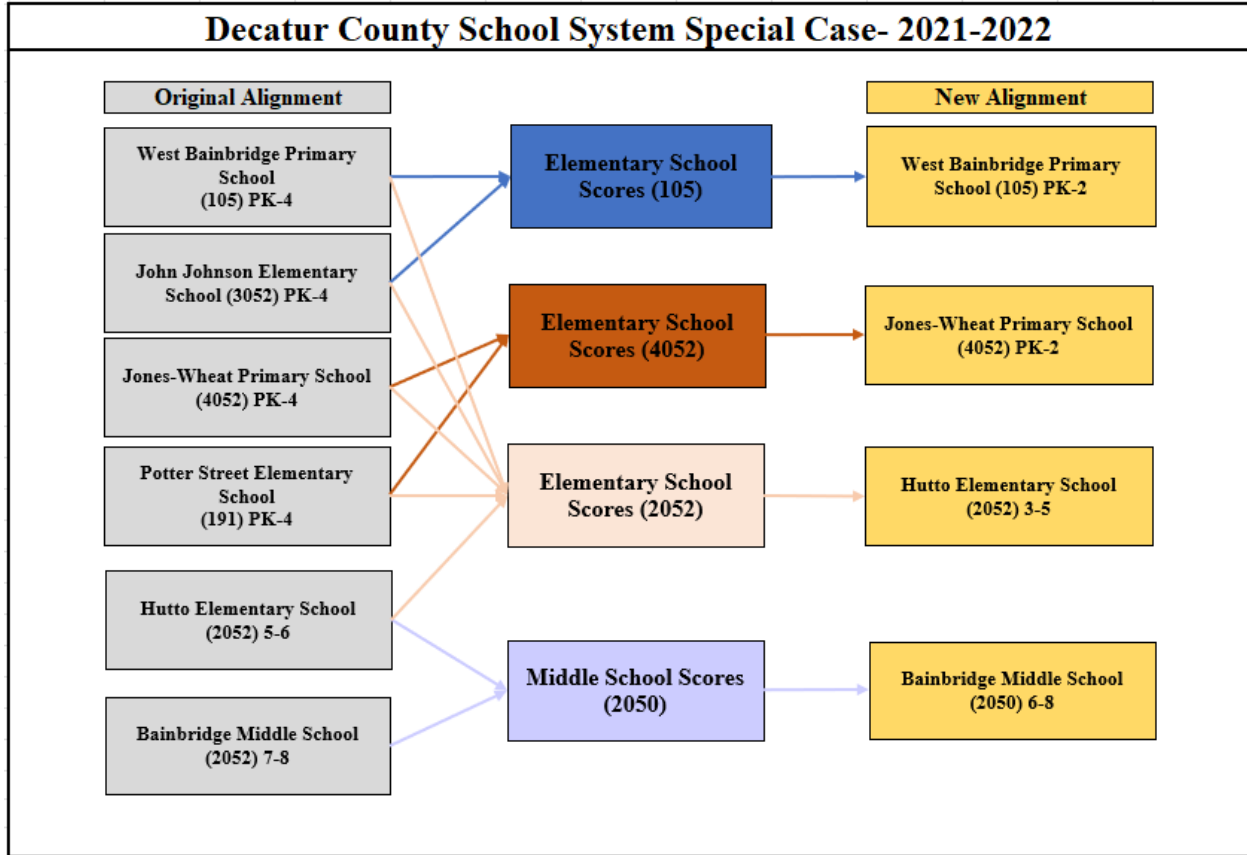 Decatur County School System Special Case- 2021-2022
Original Alignment
West Bainbridge Primary
School
(105) PK-4
John Johnson Elementary
School (3052) PK-4
Jones-Wheat Primary School
(4052) PK-4
Potter Street Elementary
School
(191) PK-4
Hutto Elementary School
(2052) 5-6
Bainbridge Middle School
(2052) 7-8
Elementary School
Scores (105)
Elementary School
Scores (4052)
Elementary School
Scores (2052)
Middle School Scores
(2050)
New Alignment
West Bainbridge Primary
School (105) PK-2
Jones-Wheat Primary School
(4052) PK-2
Hutto Elementary School
(2052) 3-5
Bainbridge Middle School
(2050) 6-8